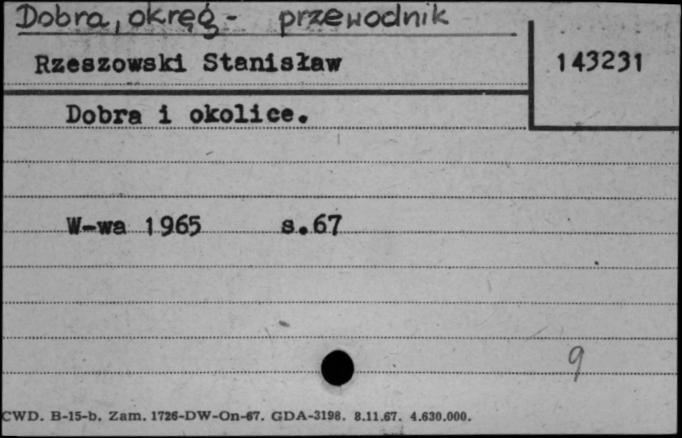 Dobra, okręg - przewodnik
Rzeszowski Stanisław 143231
Dobra i okolice.
W-wa 1965 s.67
9
CWD. B-15-b. Zam. 1726-DW-On-67. GDA-3198. 8.11.67. 4.630.000.